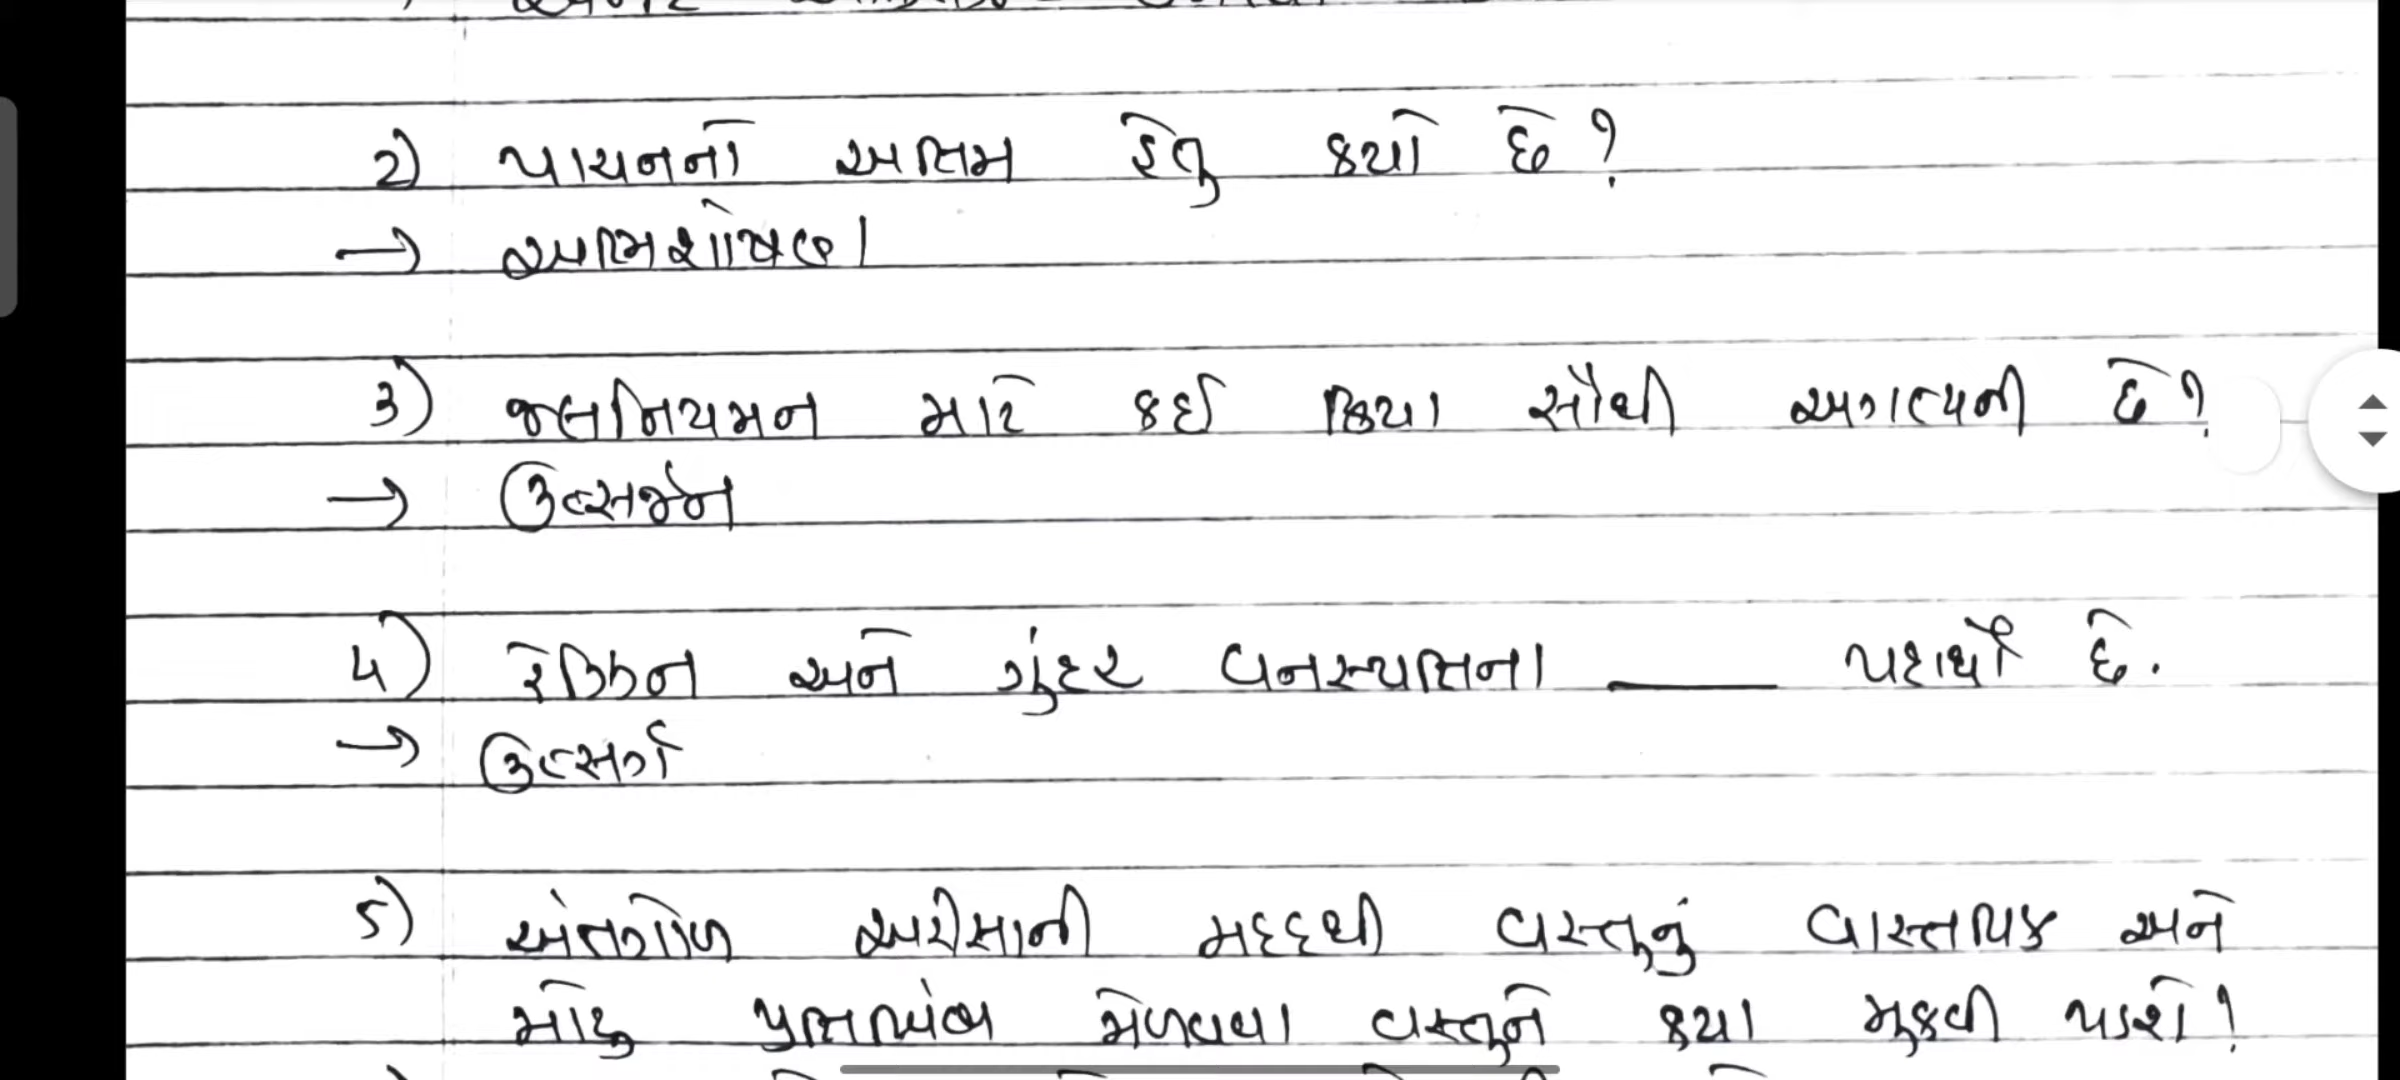 2) પાચનનો અંતિમ હેતુ કયો છે?
→ અભિશોષણ
3) જલનિયમન માટે કઈ ક્રિયા સૌથી અગત્યની છે?
→ ઉત્સર્જન
4) રેઝિન અને ગુંદર વનસ્પતિના ____ પદાર્થો છે.
→ ઉત્સર્ગ
5) અંતર્ગોળ અરીસાની મદદથી વસ્તુનું વાસ્તવિક અને
મોટુ પ્રતિબિંબ મેળવવા વસ્તુને કયા મુકવી પડશે?